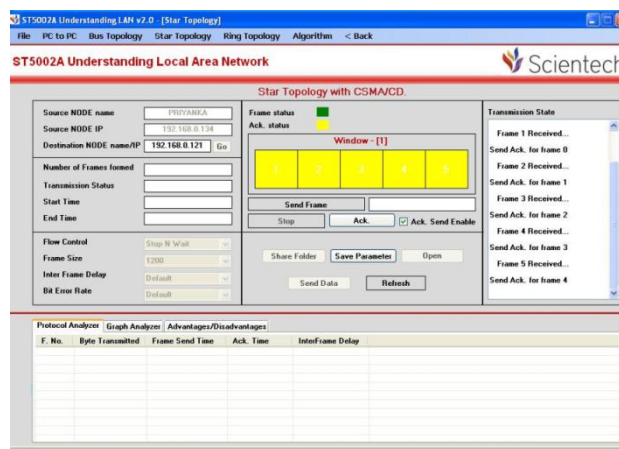 ST5002A Understanding LAN v2.0 - [Star Topology]
File PC to PC Bus Topology Star Topology Ring Topology Algorithm < Back
ST5002A Understanding Local Area Network
Scientech
Star Topology with CSMA/CD.
Source NODE name PRIYANKA
Source NODE IP 192.168.0.134
Destination NODE name/IP 192.168.0.121 Go
Number of Frames formed
Transmission Status
Start Time
End Time
Flow Control Stop N Wait
Frame Size 1200
Inter Frame Delay Default
Bit Error Rate Default
Frame status
Ack. status
Window - [1]
1 2 3 4 5
Send Frame
Stop Ack. Ack. Send Enable
Share Folder Save Parameter Open
Send Data Refresh
Transmission State
Frame 1 Received...
Send Ack. for frame 0
Frame 2 Received...
Send Ack. for frame 1
Frame 3 Received...
Send Ack. for frame 2
Frame 4 Received...
Send Ack. for frame 3
Frame 5 Received...
Send Ack. for frame 4
Protocol Analyzer Graph Analyzer Advantages/Disadvantages
F. No. Byte Transmitted Frame Send Time Ack. Time InterFrame Delay